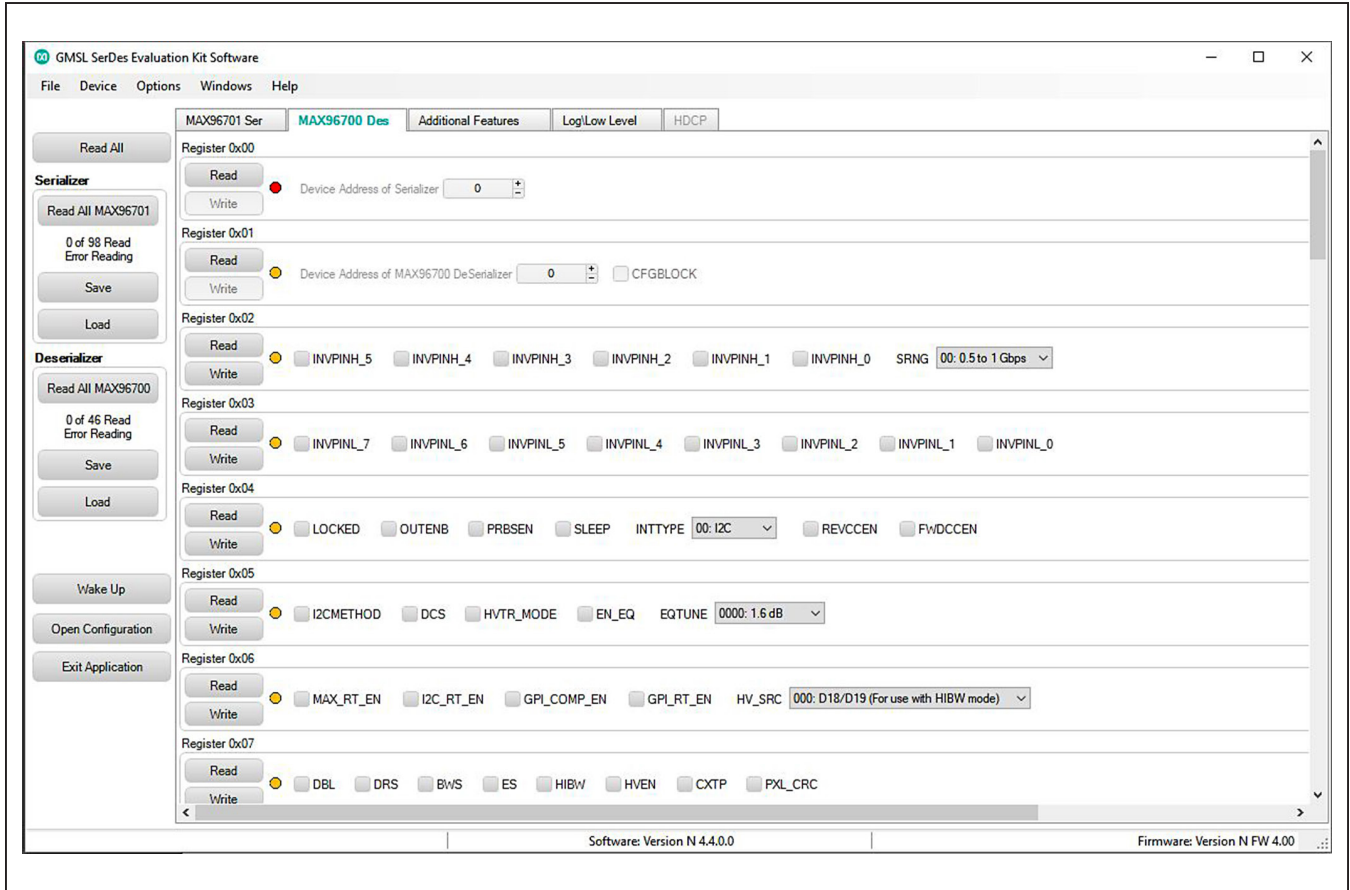 GMSL SerDes Evaluation Kit Software
File Device Options Windows Help
MAX96701 Ser MAX96700 Des Additional Features Log\Low Level HDCP
Read All
Serializer
Read All MAX96701
0 of 98 Read
Error Reading
Save
Load
Deserializer
Read All MAX96700
0 of 46 Read
Error Reading
Save
Load
Wake Up
Open Configuration
Exit Application
Register 0x00
Read
Write
Device Address of Serializer 0
Register 0x01
Read
Write
Device Address of MAX96700 DeSerializer 0 CFGBLOCK
Register 0x02
Read
Write
INVPINH_5 INVPINH_4 INVPINH_3 INVPINH_2 INVPINH_1 INVPINH_0 SRNG 00: 0.5 to 1 Gbps
Register 0x03
Read
Write
INVPINL_7 INVPINL_6 INVPINL_5 INVPINL_4 INVPINL_3 INVPINL_2 INVPINL_1 INVPINL_0
Register 0x04
Read
Write
LOCKED OUTENB PRBSEN SLEEP INTTYPE 00: I2C REVCCEN FWDCCEN
Register 0x05
Read
Write
I2CMETHOD DCS HVTR_MODE EN_EQ EQTUNE 0000: 1.6 dB
Register 0x06
Read
Write
MAX_RT_EN I2C_RT_EN GPI_COMP_EN GPI_RT_EN HV_SRC 000: D18/D19 (For use with HIBW mode)
Register 0x07
Read
Write
DBL DRS BWS ES HIBW HVEN CXTP PXL_CRC
Software: Version N 4.4.0.0 Firmware: Version N FW 4.00